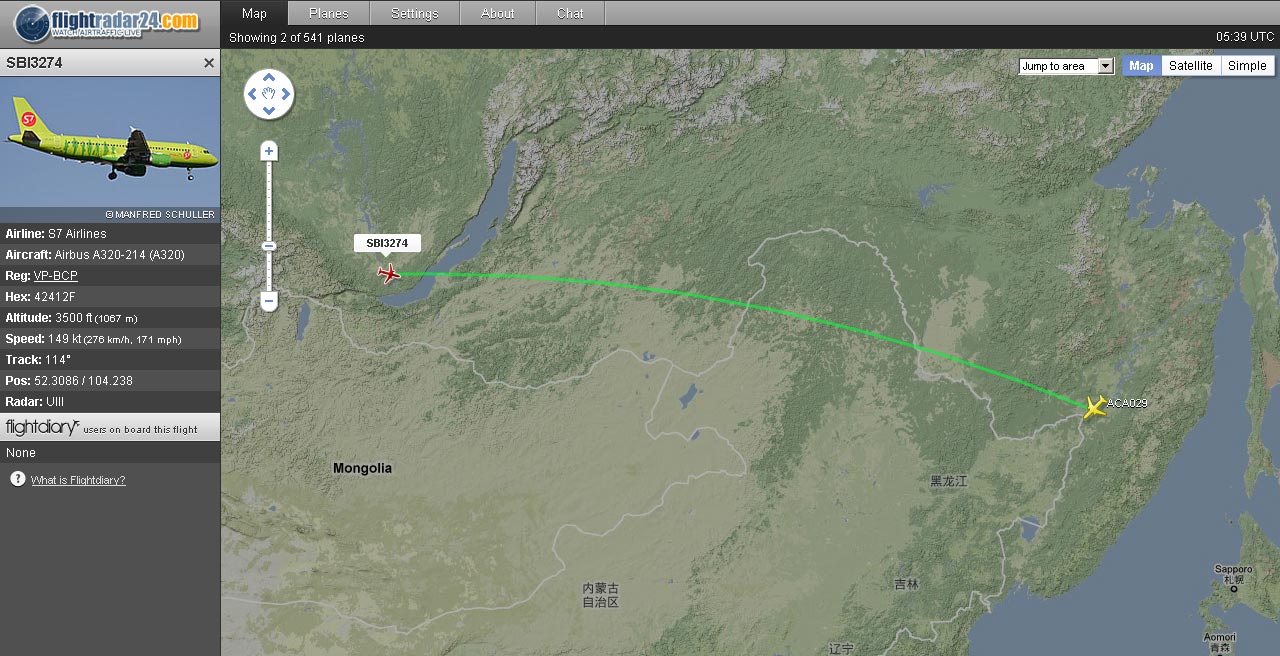 flightradar24.com
WATCH AIR TRAFFIC LIVE
Map
Planes
Settings
About
Chat
Showing 2 of 541 planes
05:39 UTC
SBI3274
S7
© MANFRED SCHULLER
Airline: S7 Airlines
Aircraft: Airbus A320-214 (A320)
Reg: VP-BCP
Hex: 42412F
Altitude: 3500 ft (1067 m)
Speed: 149 kt (276 km/h, 171 mph)
Track: 114°
Pos: 52.3086 / 104.238
Radar: UIII
flightdiary users on board this flight
None
? What is Flightdiary?
Jump to area
Map
Satellite
Simple
+
−
SBI3274
ACA029
Mongolia
黑龙江
内蒙古
自治区
吉林
辽宁
Sapporo
札幌
Aomori
青森